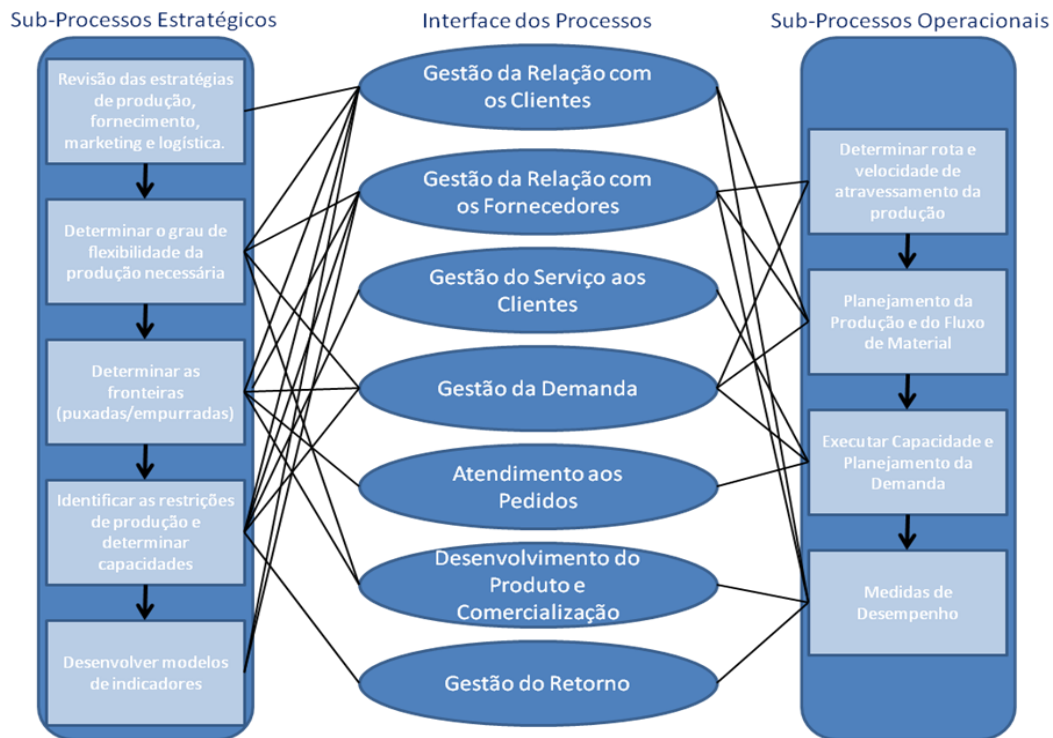 Sub-Processos Estratégicos
Revisão das estratégias
de produção,
fornecimento,
marketing e logística.
Determinar o grau de
flexibilidade da
produção necessária
Determinar as
fronteiras
(puxadas/empurradas)
Identificar as restrições
de produção e
determinar
capacidades
Desenvolver modelos
de indicadores
Interface dos Processos
Gestão da Relação com
os Clientes
Gestão da Relação com
os Fornecedores
Gestão do Serviço aos
Clientes
Gestão da Demanda
Atendimento aos
Pedidos
Desenvolvimento do
Produto e
Comercialização
Gestão do Retorno
Sub-Processos Operacionais
Determinar rota e
velocidade de
atravessamento da
produção
Planejamento da
Produção e do Fluxo
de Material
Executar Capacidade e
Planejamento da
Demanda
Medidas de
Desempenho